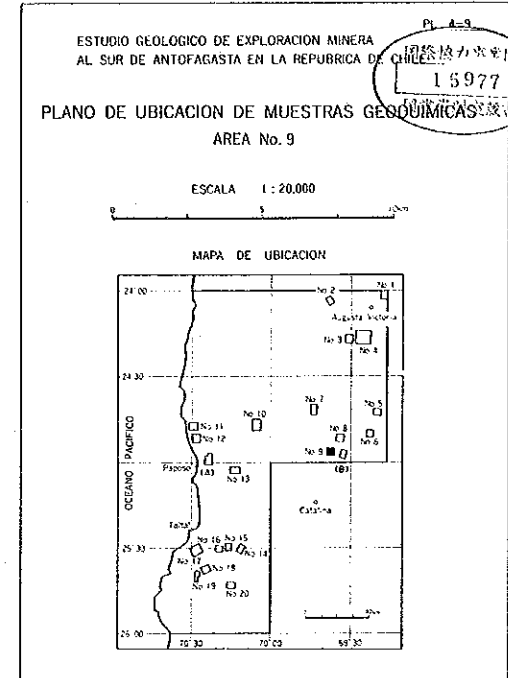 PL. A-9
ESTUDIO GEOLOGICO DE EXPLORACION MINERA
AL SUR DE ANTOFAGASTA EN LA REPUBRICA DE CHILE
15977
PLANO DE UBICACION DE MUESTRAS GEOQUIMICAS
AREA No. 9
ESCALA 1 : 20,000
0 5 10km
MAPA DE UBICACION
24°00'
No 2
No 1
Augusta Victoria
No 3
No 4
24°30'
No 7
No 5
No 10
No 11
No 8
No 6
No 12
No 9
OCEANO PACIFICO
Paposo
(A)
(B)
No 13
Catalina
Taltal
No 16
No 15
25°30'
No 14
No 17
No 18
No 19
No 20
26°00'
70°30'
70°00'
69°30'